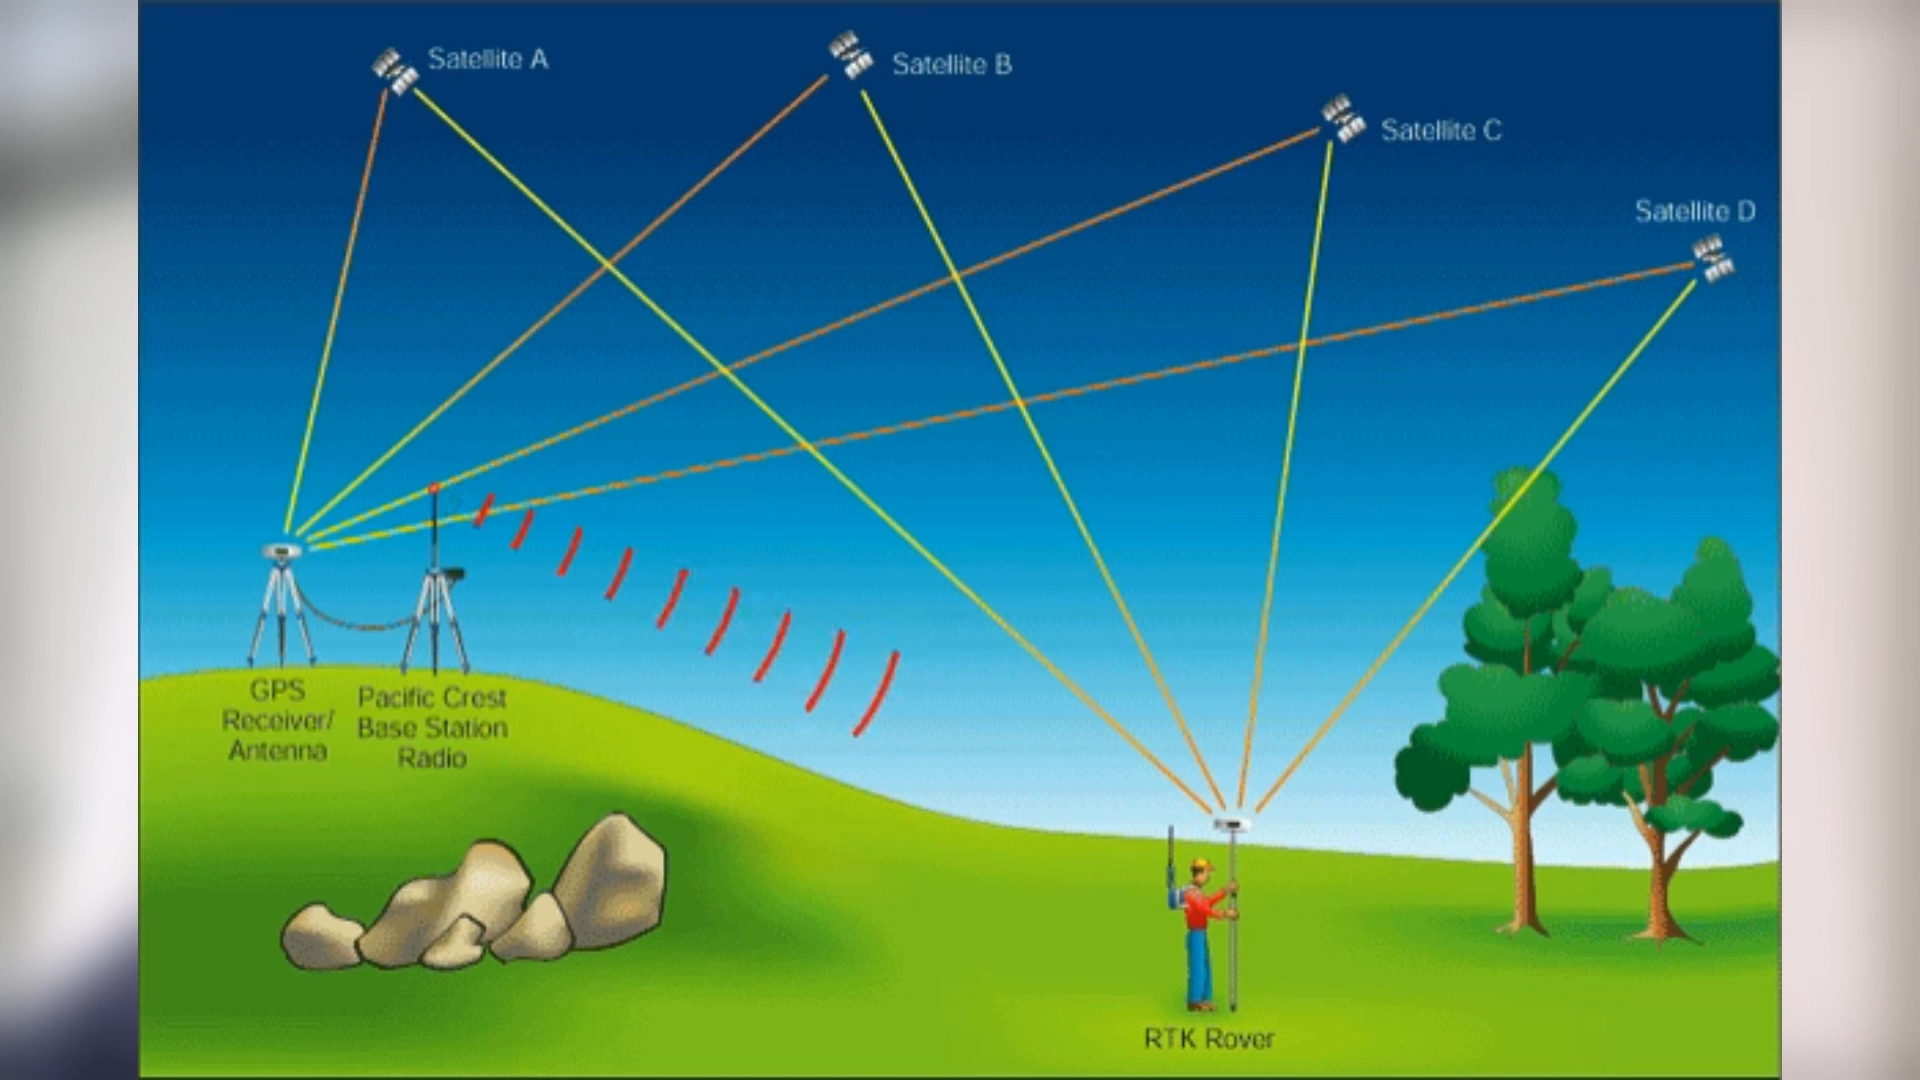 Satellite A
Satellite B
Satellite C
Satellite D
GPS
Receiver/
Antenna
Pacific Crest
Base Station
Radio
RTK Rover